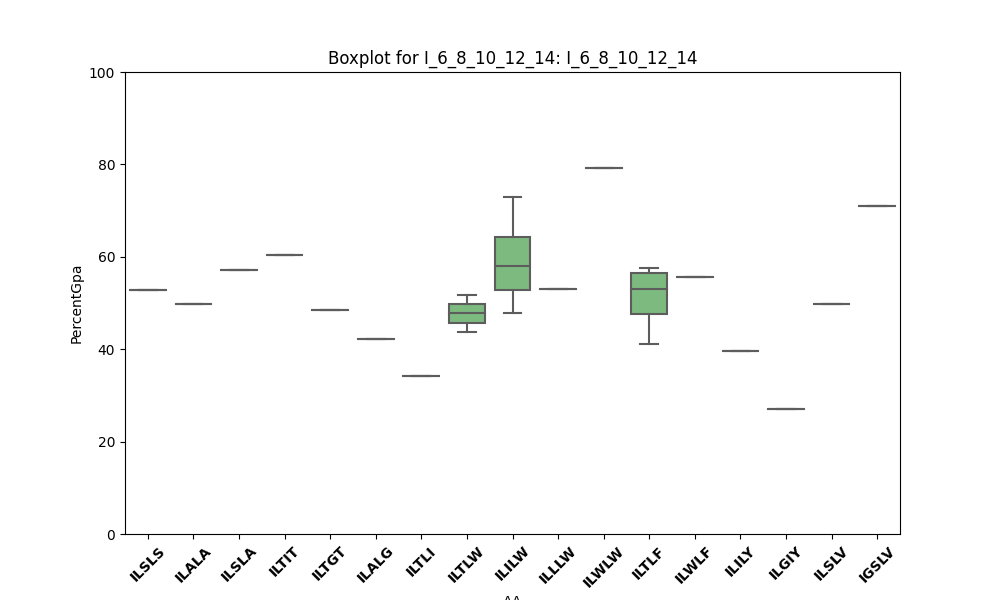 Boxplot for I_6_8_10_12_14: I_6_8_10_12_14
100
80
60
40
20
0
PercentGpa
ILSLS
ILALA
ILSLA
ILTIT
ILTGT
ILALG
ILTLI
ILTLW
ILILW
ILLLW
ILWLW
ILTLF
ILWLF
ILILY
ILGIY
ILSLV
IGSLV
AA